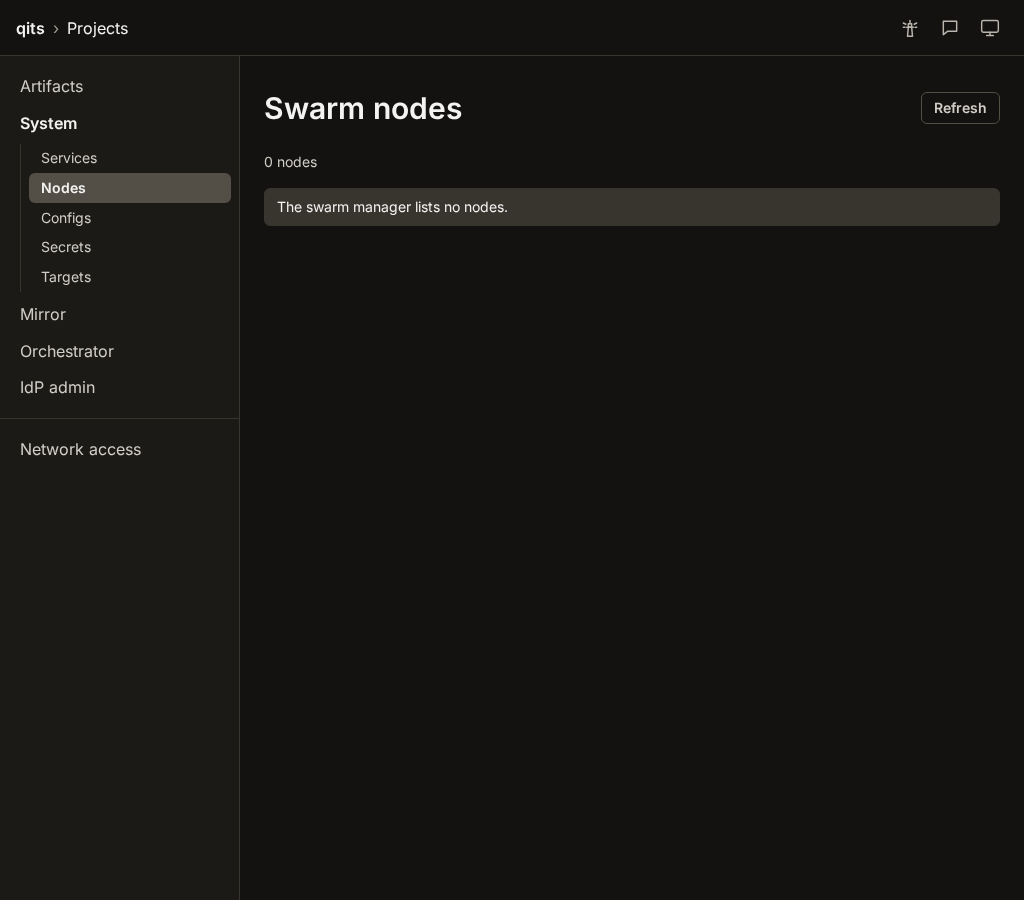 qits › Projects
Artifacts
System
Services
Nodes
Configs
Secrets
Targets
Mirror
Orchestrator
IdP admin
Network access
Swarm nodes
Refresh
0 nodes
The swarm manager lists no nodes.